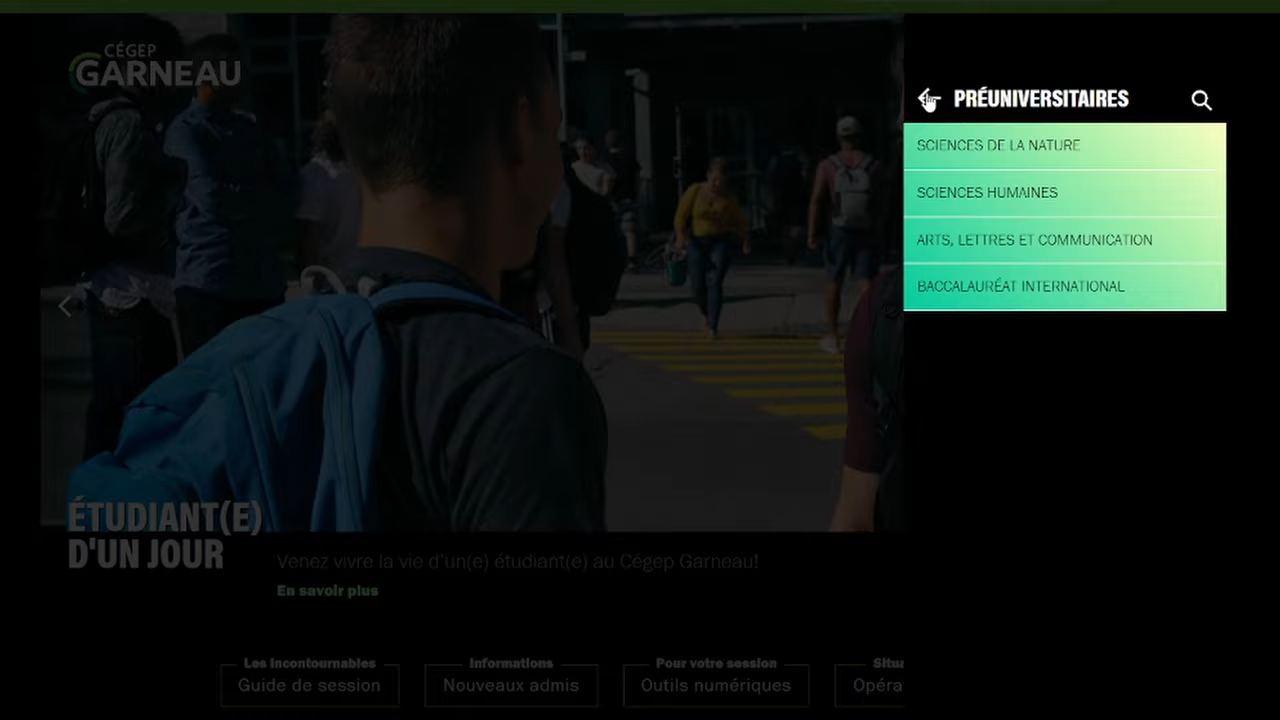 CÉGEP
GARNEAU
PRÉUNIVERSITAIRES
SCIENCES DE LA NATURE
SCIENCES HUMAINES
ARTS, LETTRES ET COMMUNICATION
BACCALAURÉAT INTERNATIONAL
ÉTUDIANT(E)
D'UN JOUR
Venez vivre la vie d'un(e) étudiant(e) au Cégep Garneau!
En savoir plus
Les Incontournables
Guide de session
Informations
Nouveaux admis
Pour votre session
Outils numériques
Situa
Opéra